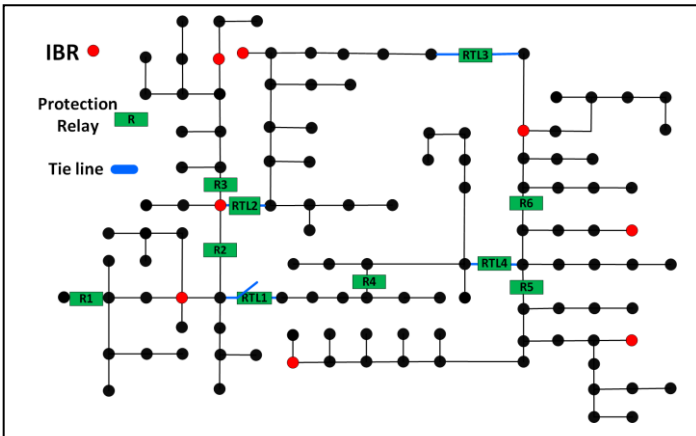 IBR
RTL3
Protection
Relay
R
Tie line
R3
RTL2
R6
R2
RTL4
R4
R5
R1
RTL1